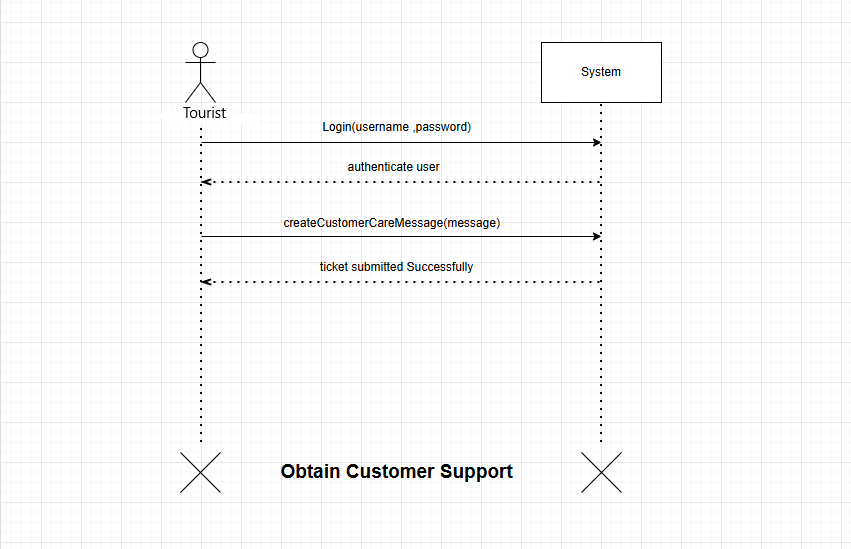 System
Tourist
Login(username ,password)
authenticate user
createCustomerCareMessage(message)
ticket submitted Successfully
Obtain Customer Support